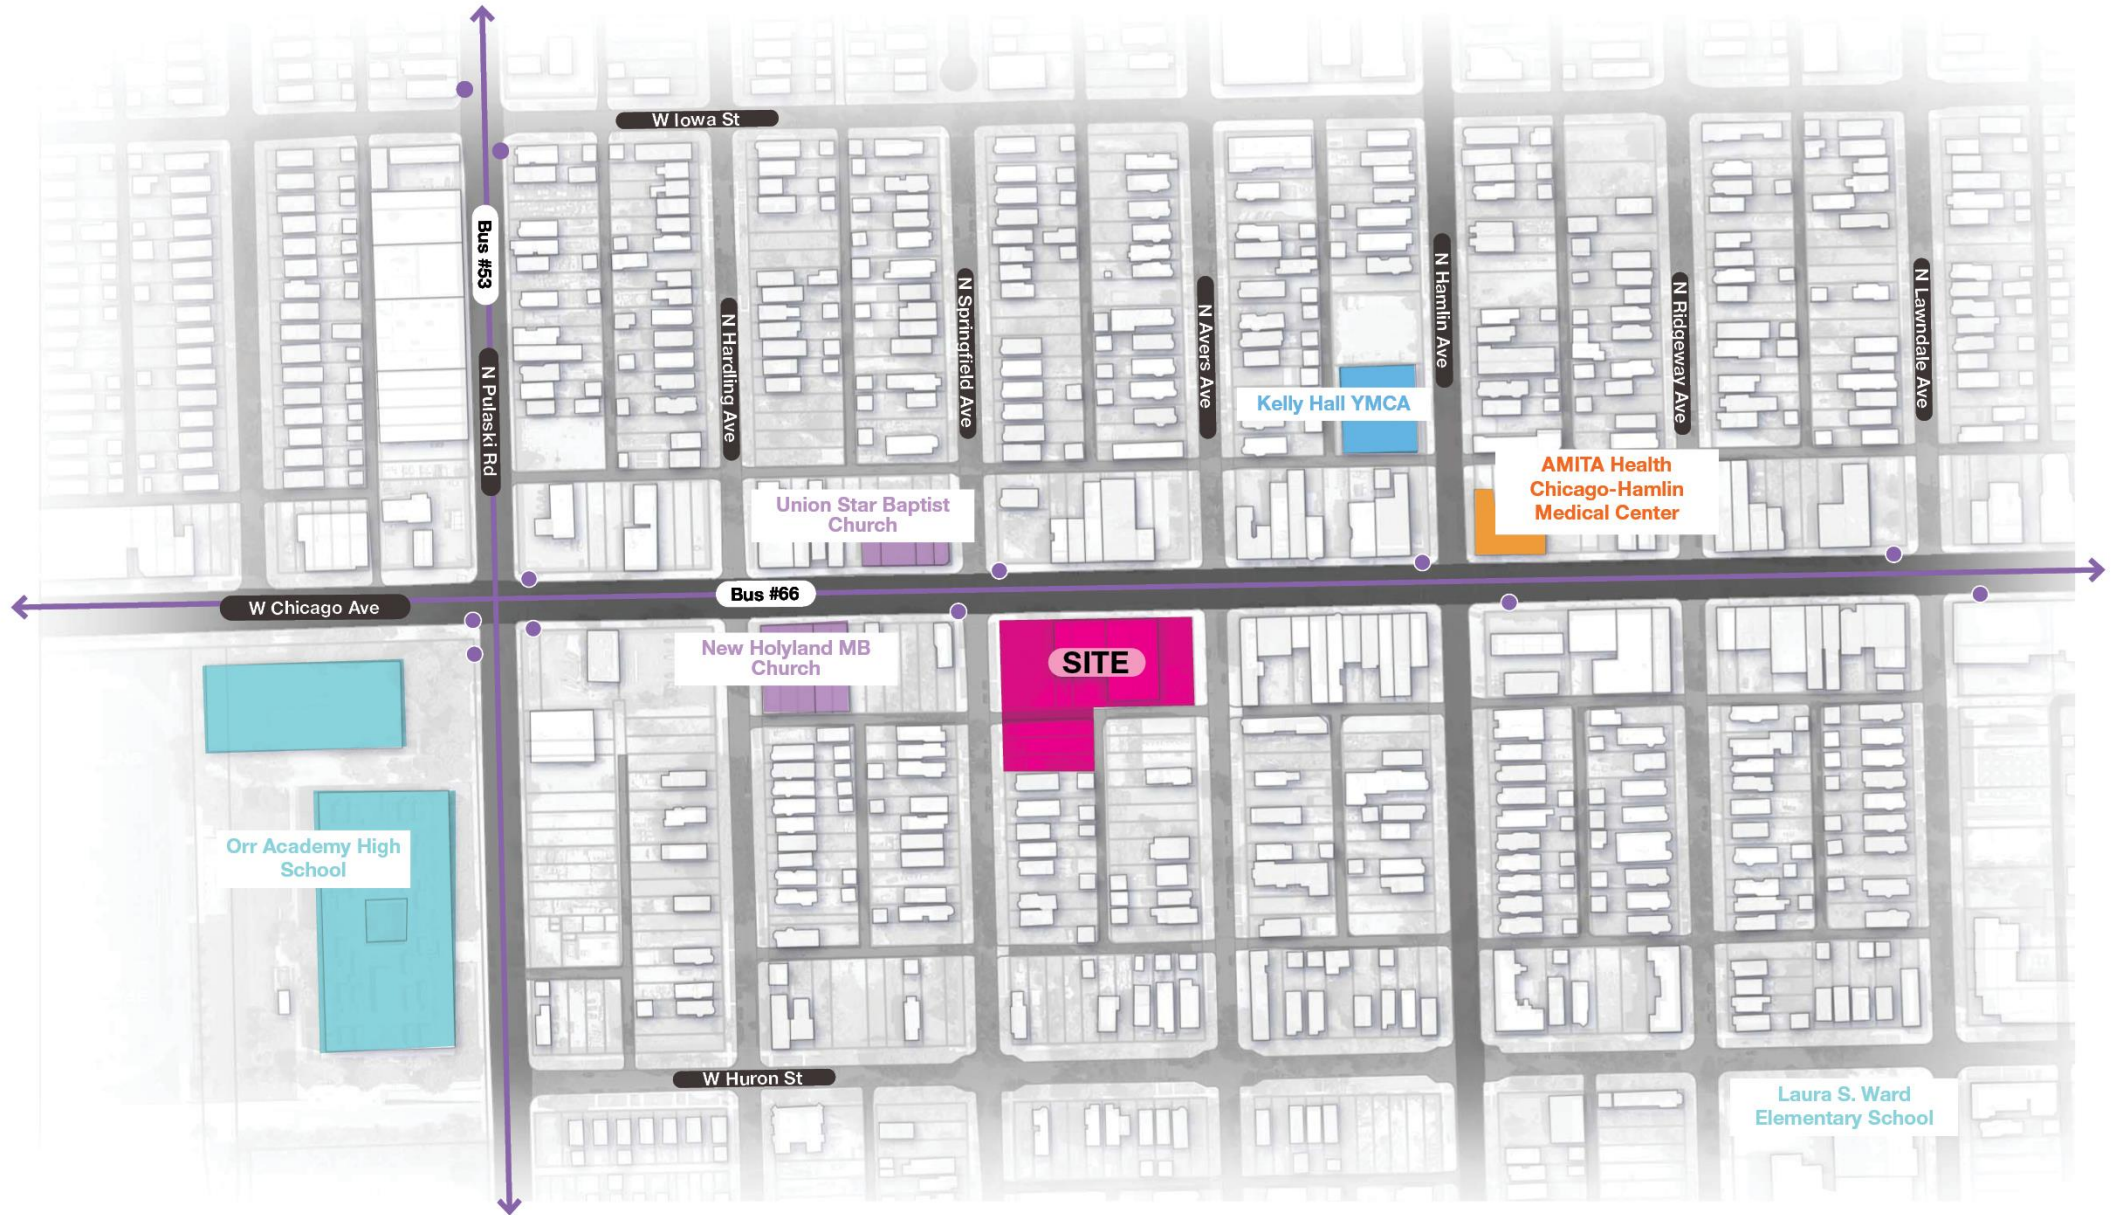 W Iowa St
Bus #53
N Pulaski Rd
N Hardling Ave
N Springfield Ave
N Avers Ave
N Hamlin Ave
N Ridgeway Ave
N Lawndale Ave
Kelly Hall YMCA
AMITA Health
Chicago-Hamlin
Medical Center
Union Star Baptist
Church
Bus #66
W Chicago Ave
New Holyland MB
Church
SITE
Orr Academy High
School
W Huron St
Laura S. Ward
Elementary School